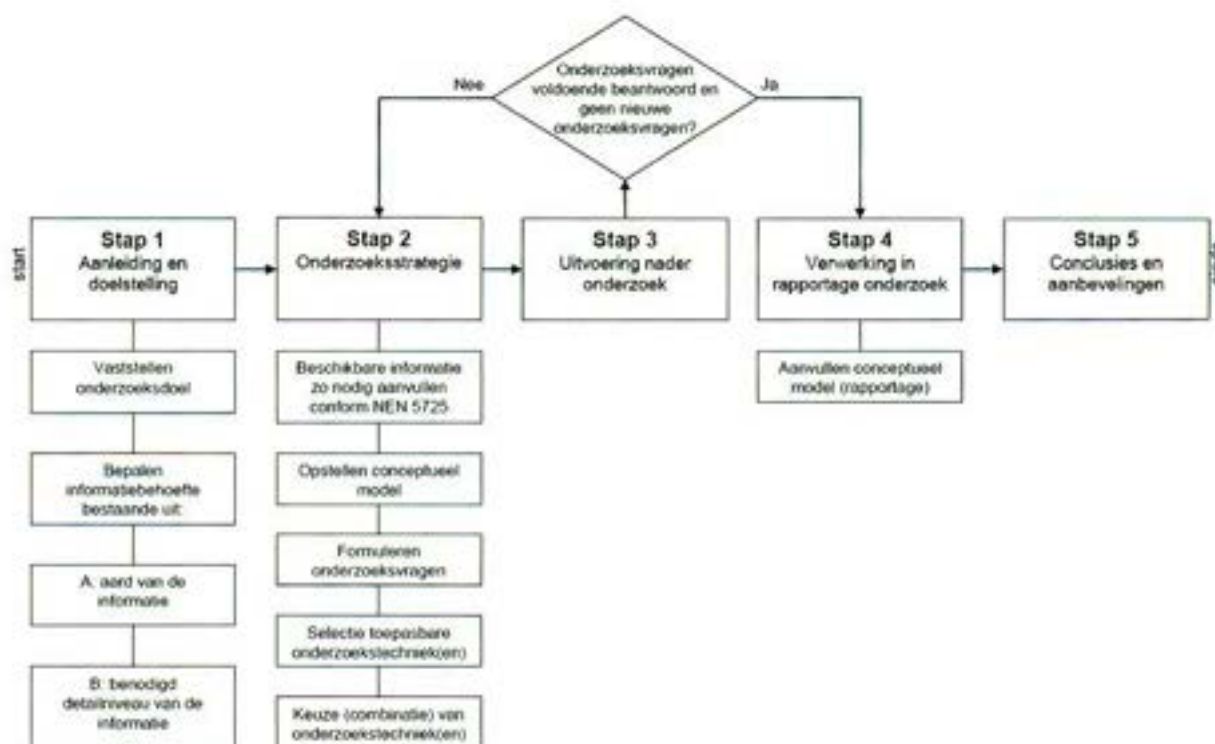 Onderzoeksvragen
voldoende beantwoord en
geen nieuwe
onderzoeksvragen?
Nee
Ja
start
Stap 1
Aanleiding en
doelstelling
Stap 2
Onderzoeksstrategie
Stap 3
Uitvoering nader
onderzoek
Stap 4
Verwerking in
rapportage onderzoek
Stap 5
Conclusies en
aanbevelingen
Vaststellen
onderzoeksdoel
Bepalen
informatiebehoefte
bestaande uit:
A: aard van de
informatie
B: benodigd
detailniveau van de
informatie
Beschikbare informatie
zo nodig aanvullen
conform NEN 5725
Opstellen conceptueel
model
Formuleren
onderzoeksvragen
Selectie toepasbare
onderzoekstechniek(en)
Keuze (combinatie) van
onderzoekstechniek(en)
Aanvullen conceptueel
model (rapportage)